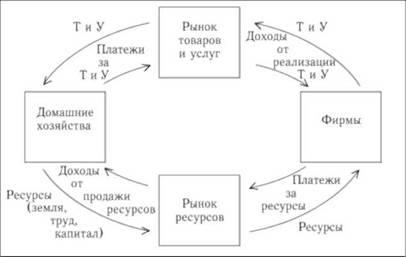 Т и У
Рынок
товаров
и услуг
Т и У
Платежи
за
Т и У
Доходы
от
реализации
Т и У
Домашние
хозяйства
Фирмы
Доходы
от
продажи
ресурсов
Ресурсы
(земля,
труд,
капитал)
Рынок
ресурсов
Платежи
за
ресурсы
Ресурсы